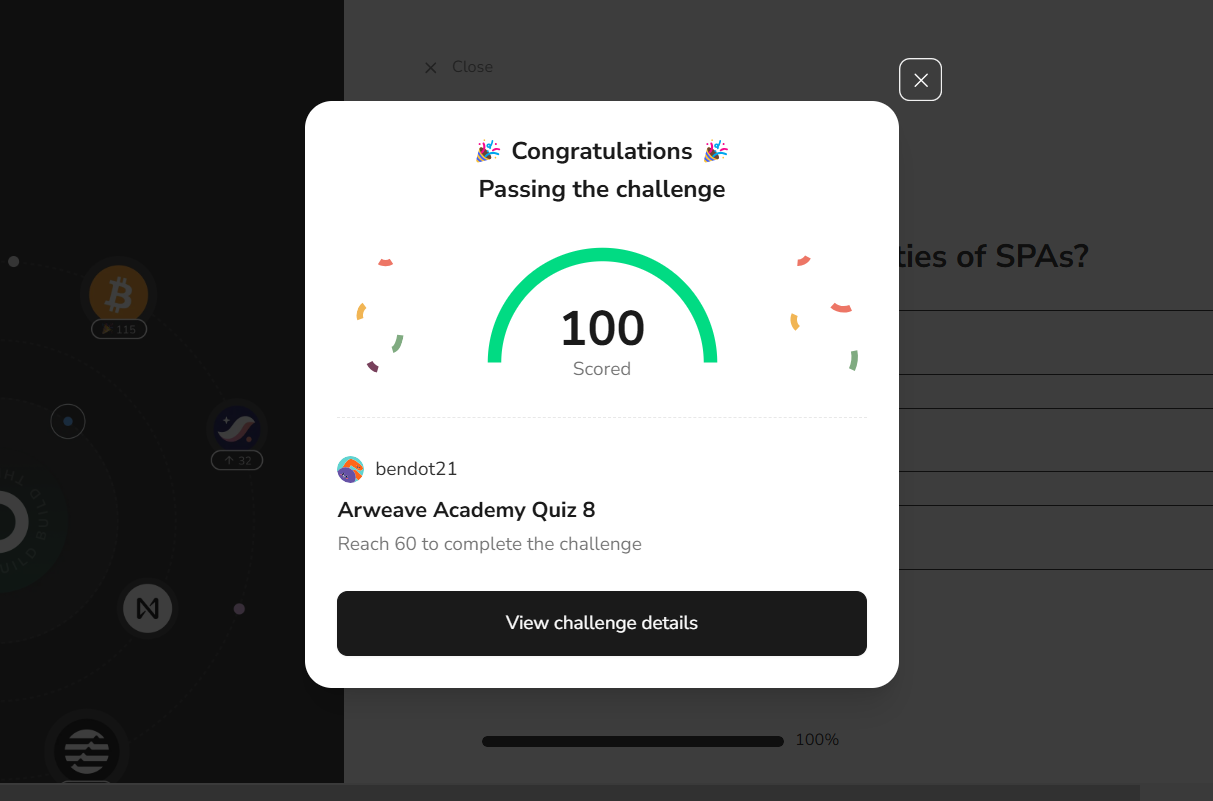 Close
🎉 Congratulations 🎉
Passing the challenge
ties of SPAs?
115
100
Scored
32
bendot21
Arweave Academy Quiz 8
Reach 60 to complete the challenge
View challenge details
100%